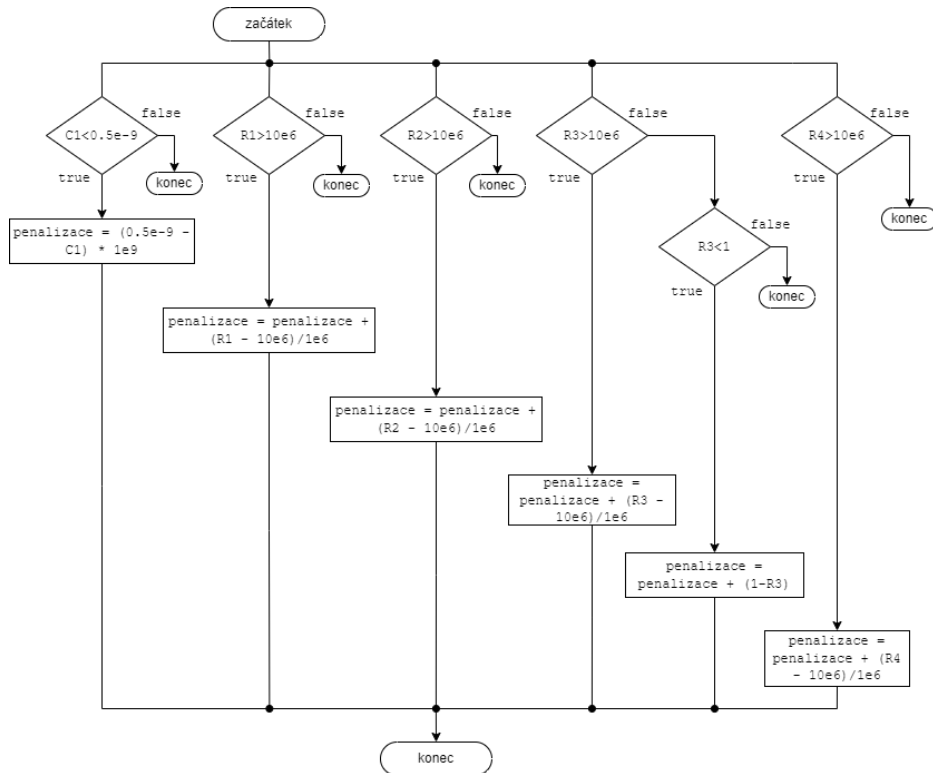 začátek
false
C1<0.5e-9
true
konec
penalizace = (0.5e-9 -
C1) * 1e9
false
R1>10e6
true
konec
penalizace = penalizace +
(R1 - 10e6)/1e6
false
R2>10e6
true
konec
penalizace = penalizace +
(R2 - 10e6)/1e6
false
R3>10e6
true
penalizace =
penalizace + (R3 -
10e6)/1e6
false
R3<1
true
konec
penalizace =
penalizace + (1-R3)
false
R4>10e6
true
konec
penalizace =
penalizace + (R4
- 10e6)/1e6
konec